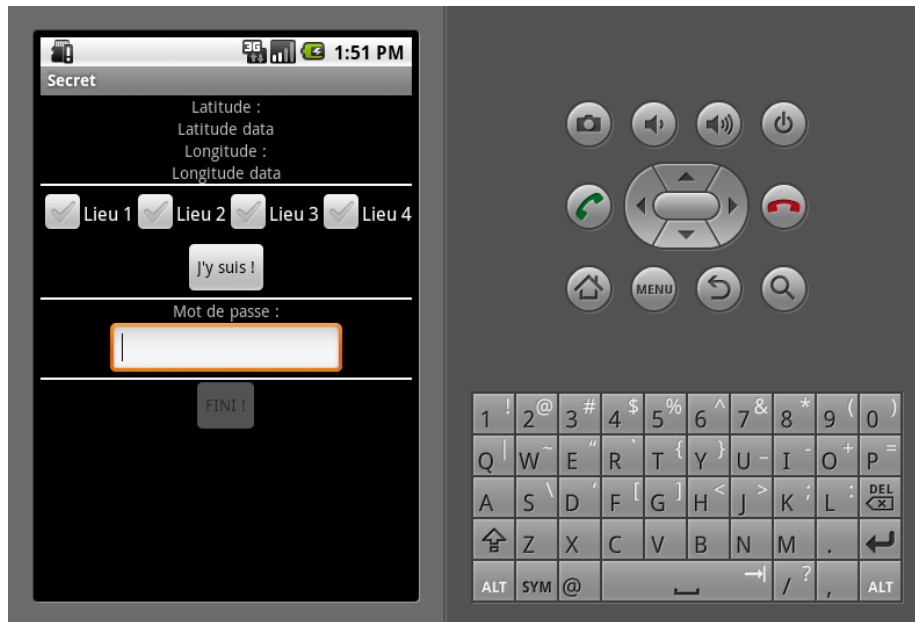 3G 1:51 PM
Secret
Latitude :
Latitude data
Longitude :
Longitude data
Lieu 1 Lieu 2 Lieu 3 Lieu 4
J'y suis !
Mot de passe :
FINI !
MENU
1 ! 2 @ 3 # 4 $ 5 % 6 ^ 7 & 8 * 9 ( 0 )
Q | W ~ E “ R ` T { Y } U _ I - O + P =
A S \ D ‘ F [ G ] H < J > K ; L : DEL
Z X C V B N M .
ALT SYM @ / ? , ALT